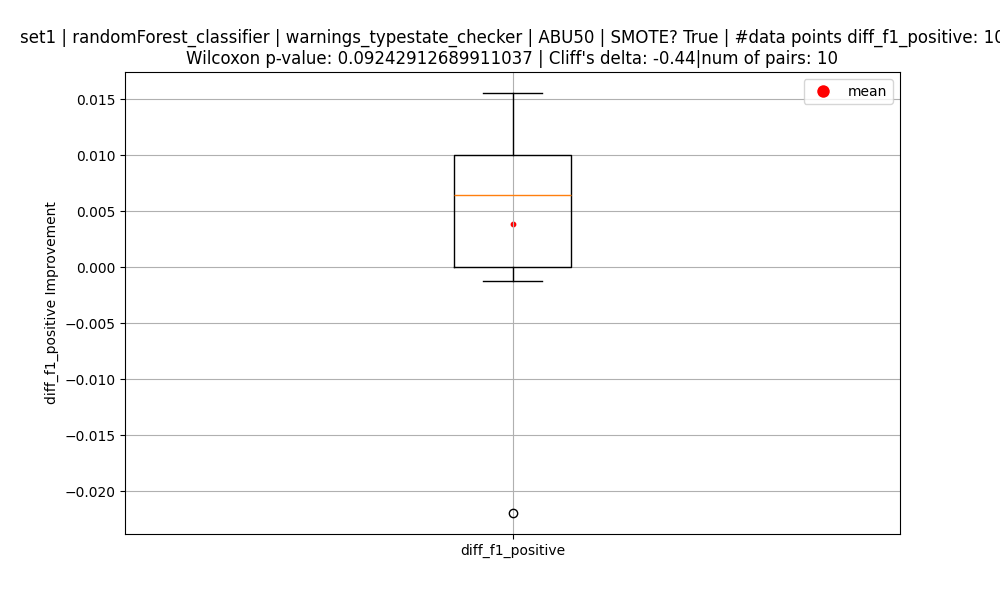 set1 | randomForest_classifier | warnings_typestate_checker | ABU50 | SMOTE? True | #data points diff_f1_positive: 10
Wilcoxon p-value: 0.09242912689911037 | Cliff's delta: -0.44|num of pairs: 10
mean
0.015
0.010
0.005
0.000
−0.005
−0.010
−0.015
−0.020
diff_f1_positive Improvement
diff_f1_positive